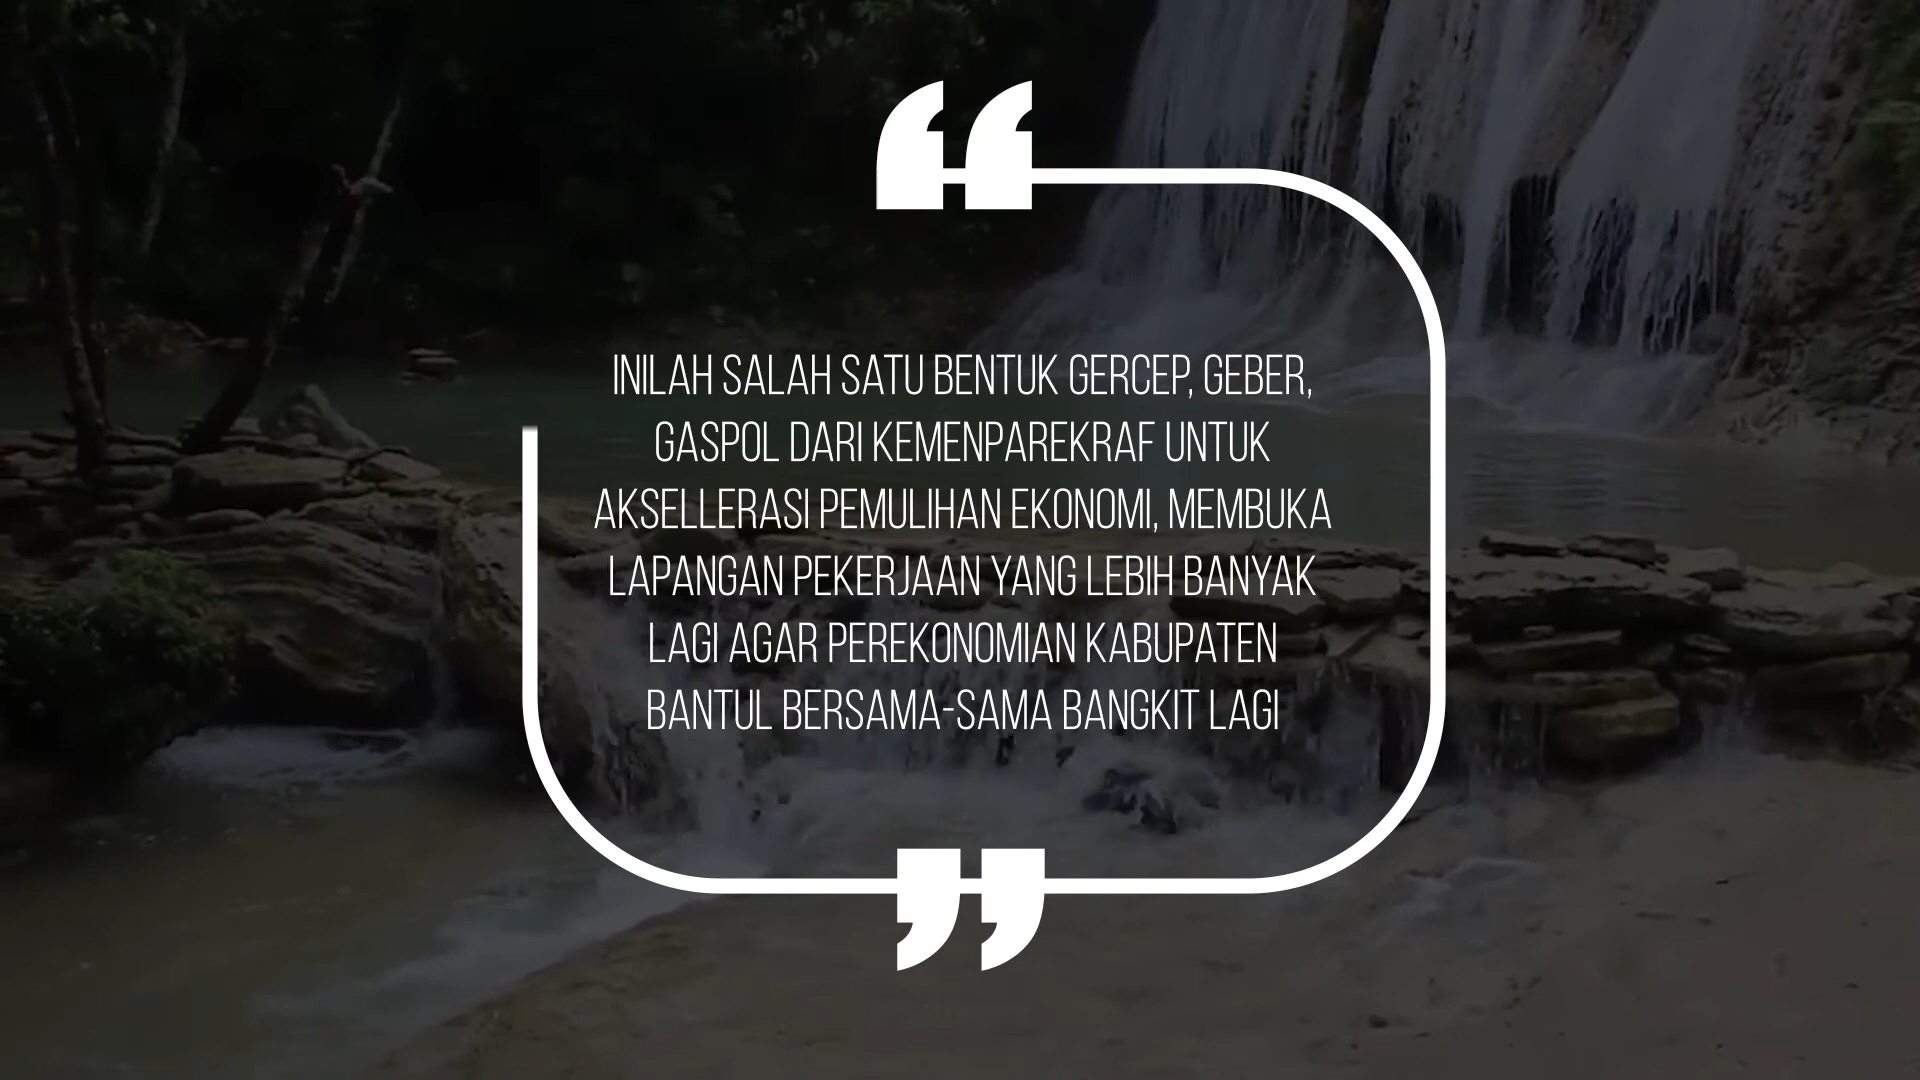 INILAH SALAH SATU BENTUK GERCEP, GEBER,
GASPOL DARI KEMENPAREKRAF UNTUK
AKSELLERASI PEMULIHAN EKONOMI, MEMBUKA
LAPANGAN PEKERJAAN YANG LEBIH BANYAK
LAGI AGAR PEREKONOMIAN KABUPATEN
BANTUL BERSAMA-SAMA BANGKIT LAGI